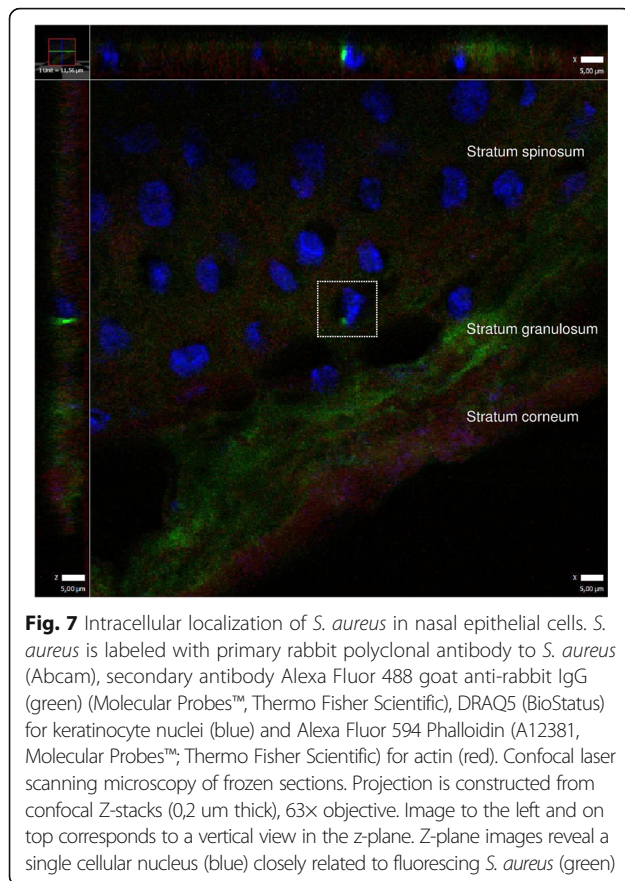 1 Unit = 11,56 µm
X
5,00 µm
Stratum spinosum
Stratum granulosum
Stratum corneum
Z
5,00 µm
X
5,00 µm
Fig. 7 Intracellular localization of S. aureus in nasal epithelial cells. S.
aureus is labeled with primary rabbit polyclonal antibody to S. aureus
(Abcam), secondary antibody Alexa Fluor 488 goat anti-rabbit IgG
(green) (Molecular Probes™, Thermo Fisher Scientific), DRAQ5 (BioStatus)
for keratinocyte nuclei (blue) and Alexa Fluor 594 Phalloidin (A12381,
Molecular Probes™; Thermo Fisher Scientific) for actin (red). Confocal laser
scanning microscopy of frozen sections. Projection is constructed from
confocal Z-stacks (0,2 um thick), 63× objective. Image to the left and on
top corresponds to a vertical view in the z-plane. Z-plane images reveal a
single cellular nucleus (blue) closely related to fluorescing S. aureus (green)